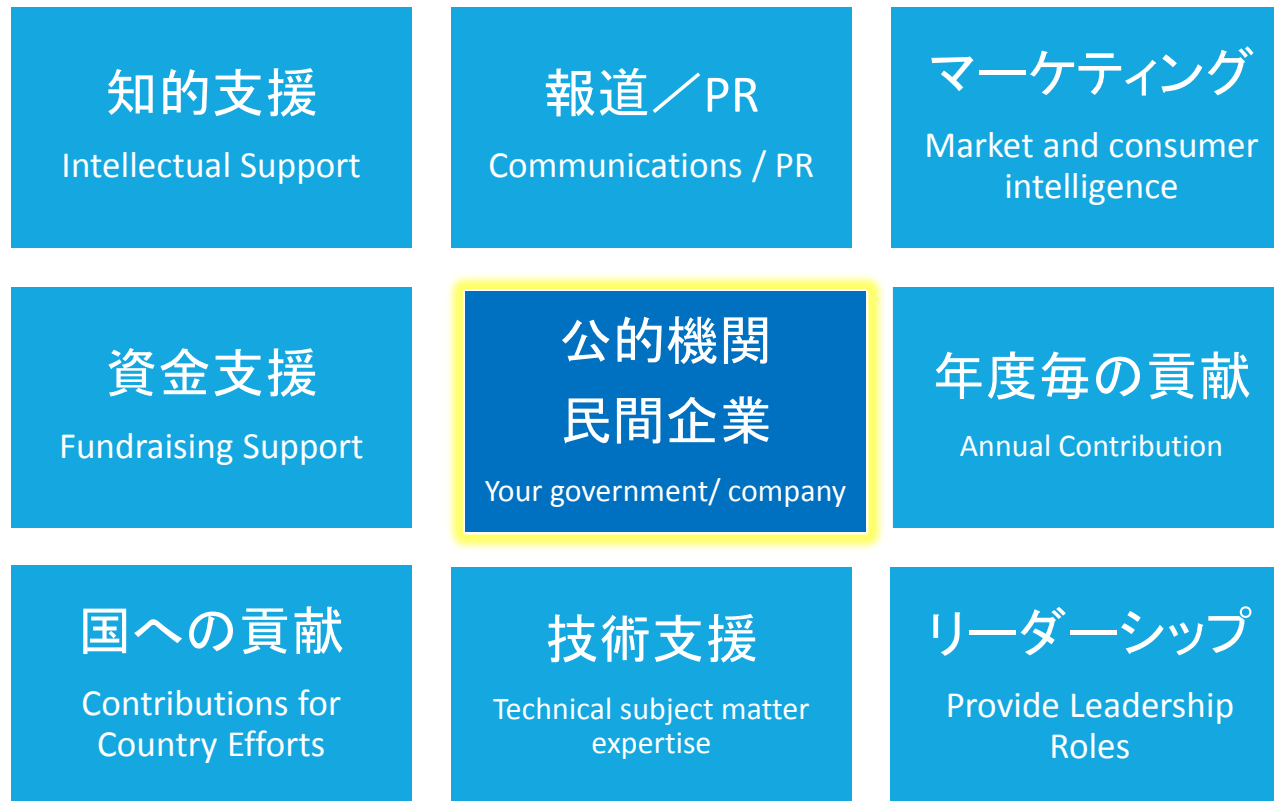 知的支援
Intellectual Support
報道／PR
Communications / PR
マーケティング
Market and consumer
intelligence
資金支援
Fundraising Support
公的機関
民間企業
Your government/ company
年度毎の貢献
Annual Contribution
国への貢献
Contributions for
Country Efforts
技術支援
Technical subject matter
expertise
リーダーシップ
Provide Leadership
Roles